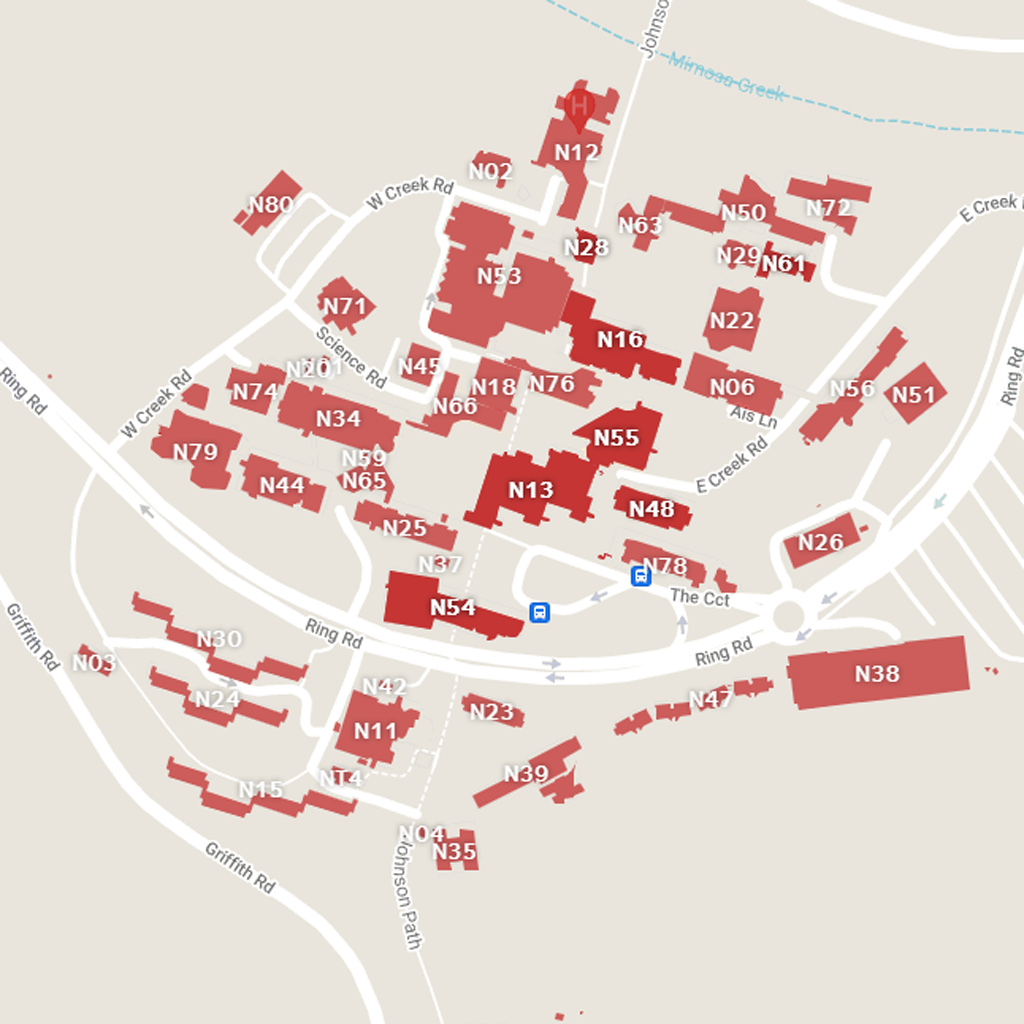 Johnso
Mimosa Creek
H
N12
N02
W Creek Rd
N80
N50
N72
E Creek
N63
N28
N29
N61
N53
N71
N22
N16
Science Rd
N45
N34
N74
N18
N76
N06
N56
N51
Ring Rd
Ring Rd
W Creek Rd
N66
Ais Ln
N55
N79
N59
N65
N44
N13
E Creek Rd
N48
N25
N26
N37
N78
N54
The Cct
Griffith Rd
N30
Ring Rd
Ring Rd
N03
N24
N42
N38
N47
N23
N11
N39
NT4
N15
N04
N35
Griffith Rd
Johnson Path